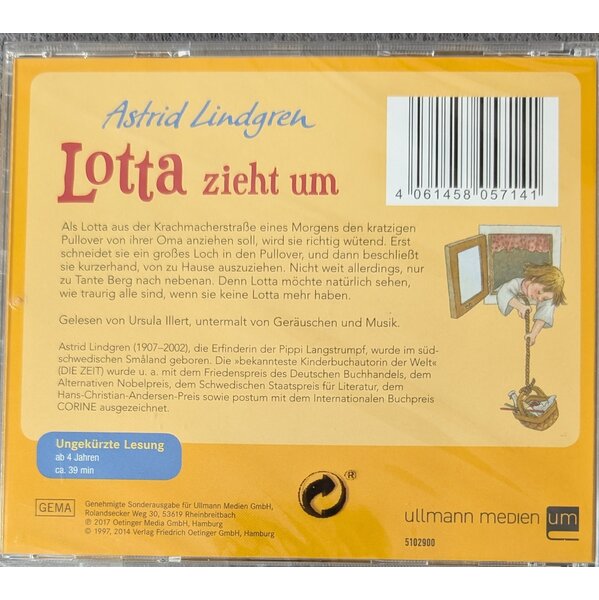 Astrid Lindgren
Lotta zieht um
4 061458 057141
Als Lotta aus der Krachmacherstraße eines Morgens den kratzigen
Pullover von ihrer Oma anziehen soll, wird sie richtig wütend. Erst
schneidet sie ein großes Loch in den Pullover, und dann beschließt
sie kurzerhand, von zu Hause auszuziehen. Nicht weit allerdings, nur
zu Tante Berg nach nebenan. Denn Lotta möchte natürlich sehen,
wie traurig alle sind, wenn sie keine Lotta mehr haben.
Gelesen von Ursula Illert, untermalt von Geräuschen und Musik.
Astrid Lindgren (1907–2002), die Erfinderin der Pippi Langstrumpf, wurde im süd-
schwedischen Småland geboren. Die »bekannteste Kinderbuchautorin der Welt«
(DIE ZEIT) wurde u. a. mit dem Friedenspreis des Deutschen Buchhandels, dem
Alternativen Nobelpreis, dem Schwedischen Staatspreis für Literatur, dem
Hans-Christian-Andersen-Preis sowie postum mit dem Internationalen Buchpreis
CORINE ausgezeichnet.
Ungekürzte Lesung
ab 4 Jahren
ca. 39 min
GEMA
Genehmigte Sonderausgabe für Ullmann Medien GmbH,
Rolandsecker Weg 30, 53619 Rheinbreitbach
℗ 2017 Oetinger Media GmbH, Hamburg
© 1997, 2014 Verlag Friedrich Oetinger GmbH, Hamburg
®
ullmann medien um
5102900